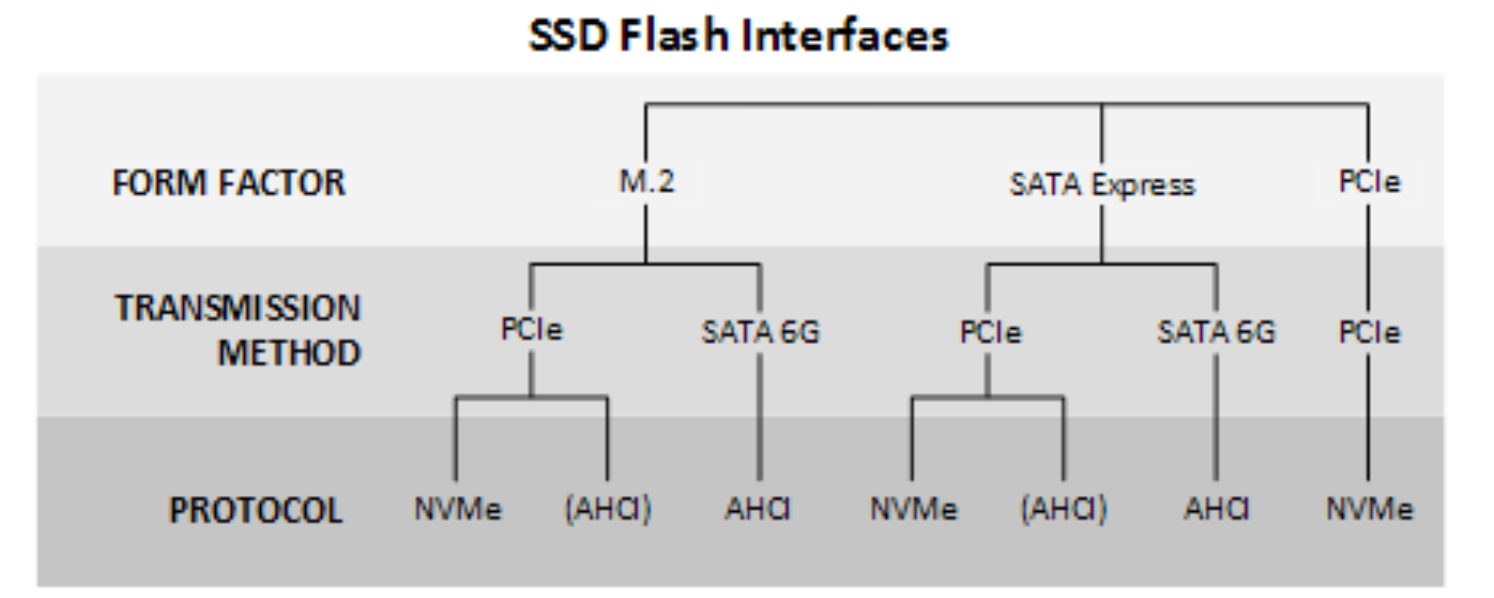 SSD Flash Interfaces
FORM FACTOR M.2 SATA Express PCIe
TRANSMISSION
METHOD PCIe SATA 6G PCIe SATA 6G PCIe
PROTOCOL NVMe (AHCI) AHCI NVMe (AHCI) AHCI NVMe